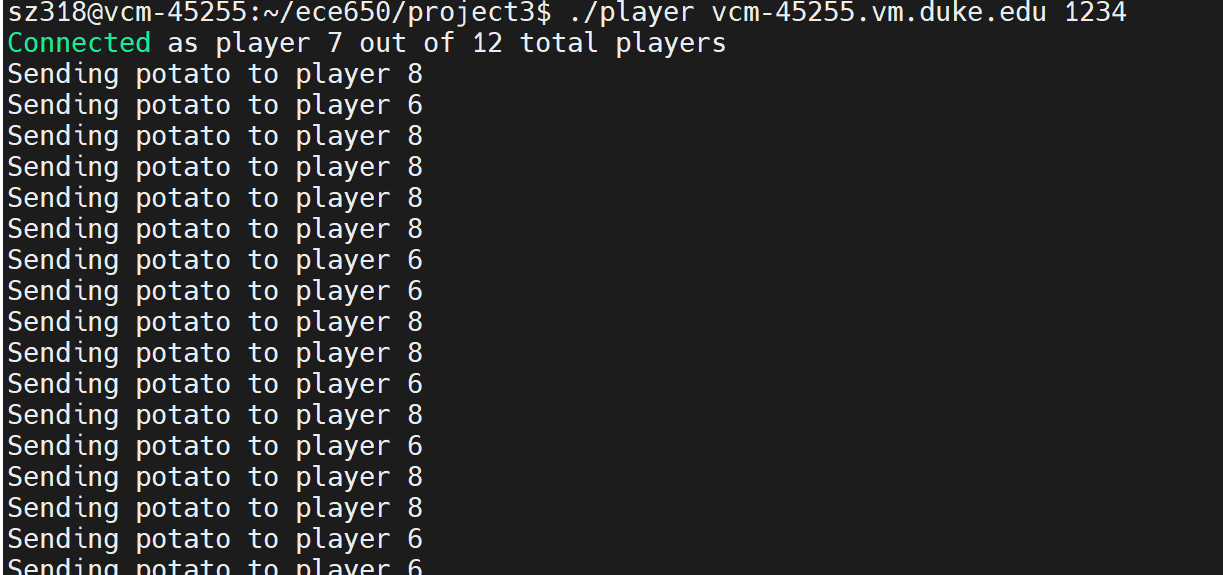 sz318@vcm-45255:~/ece650/project3$ ./player vcm-45255.vm.duke.edu 1234
Connected as player 7 out of 12 total players
Sending potato to player 8
Sending potato to player 6
Sending potato to player 8
Sending potato to player 8
Sending potato to player 8
Sending potato to player 8
Sending potato to player 6
Sending potato to player 6
Sending potato to player 8
Sending potato to player 8
Sending potato to player 6
Sending potato to player 8
Sending potato to player 6
Sending potato to player 8
Sending potato to player 8
Sending potato to player 6
Sending potato to player 6